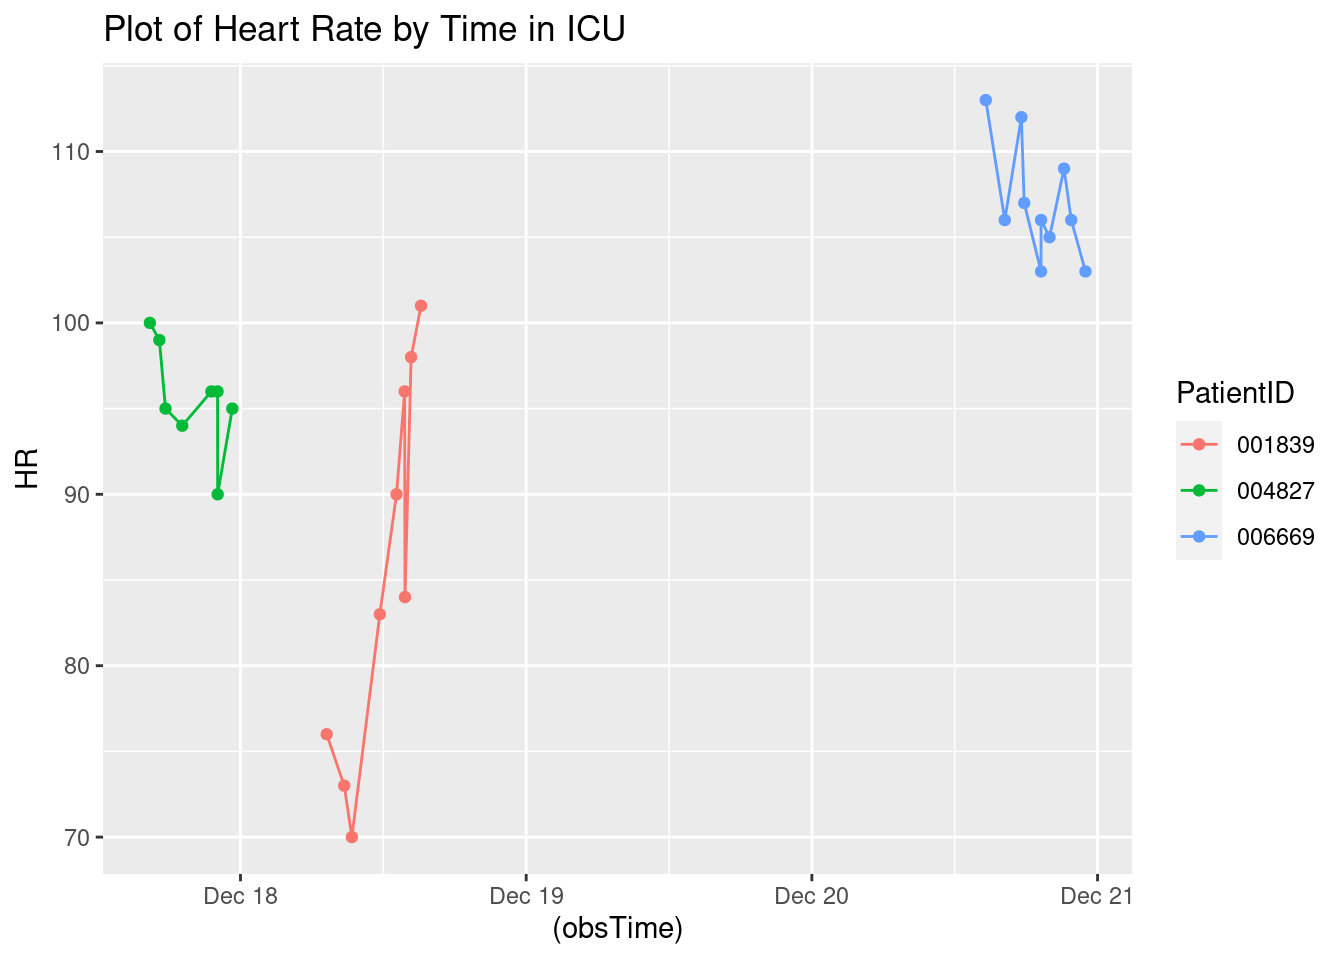 Plot of Heart Rate by Time in ICU
110
100
90
80
70
HR
Dec 18
Dec 19
Dec 20
Dec 21
(obsTime)
PatientID
001839
004827
006669